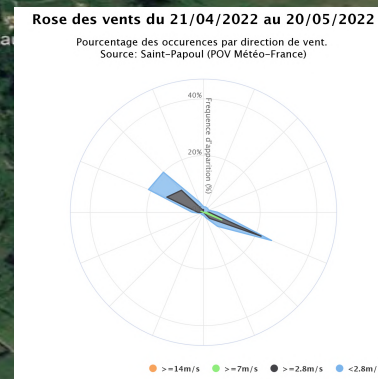 Rose des vents du 21/04/2022 au 20/05/2022
Pourcentage des occurences par direction de vent.
Source: Saint-Papoul (POV Météo-France)
40%
20%
Frequence d'apparition (%)
>=14m/s >=7m/s >=2.8m/s <2.8m/